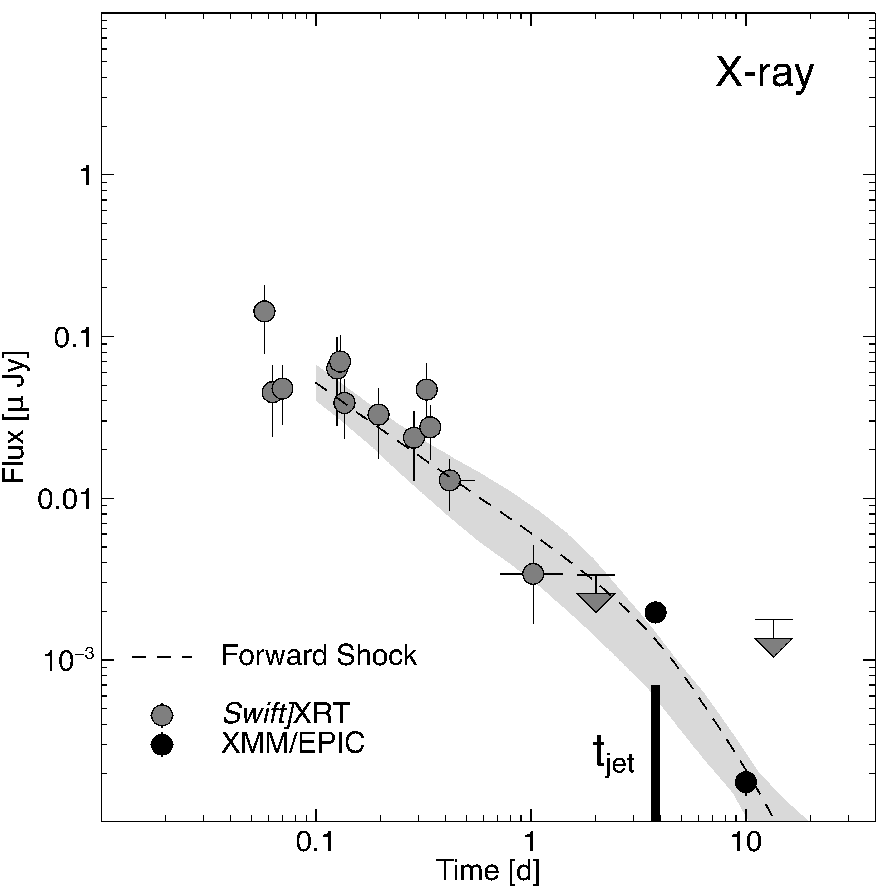 X-ray
1
0.1
0.01
10⁻³
Flux [μ Jy]
Forward Shock
Swift]XRT
XMM/EPIC
t_jet
0.1 1 10
Time [d]